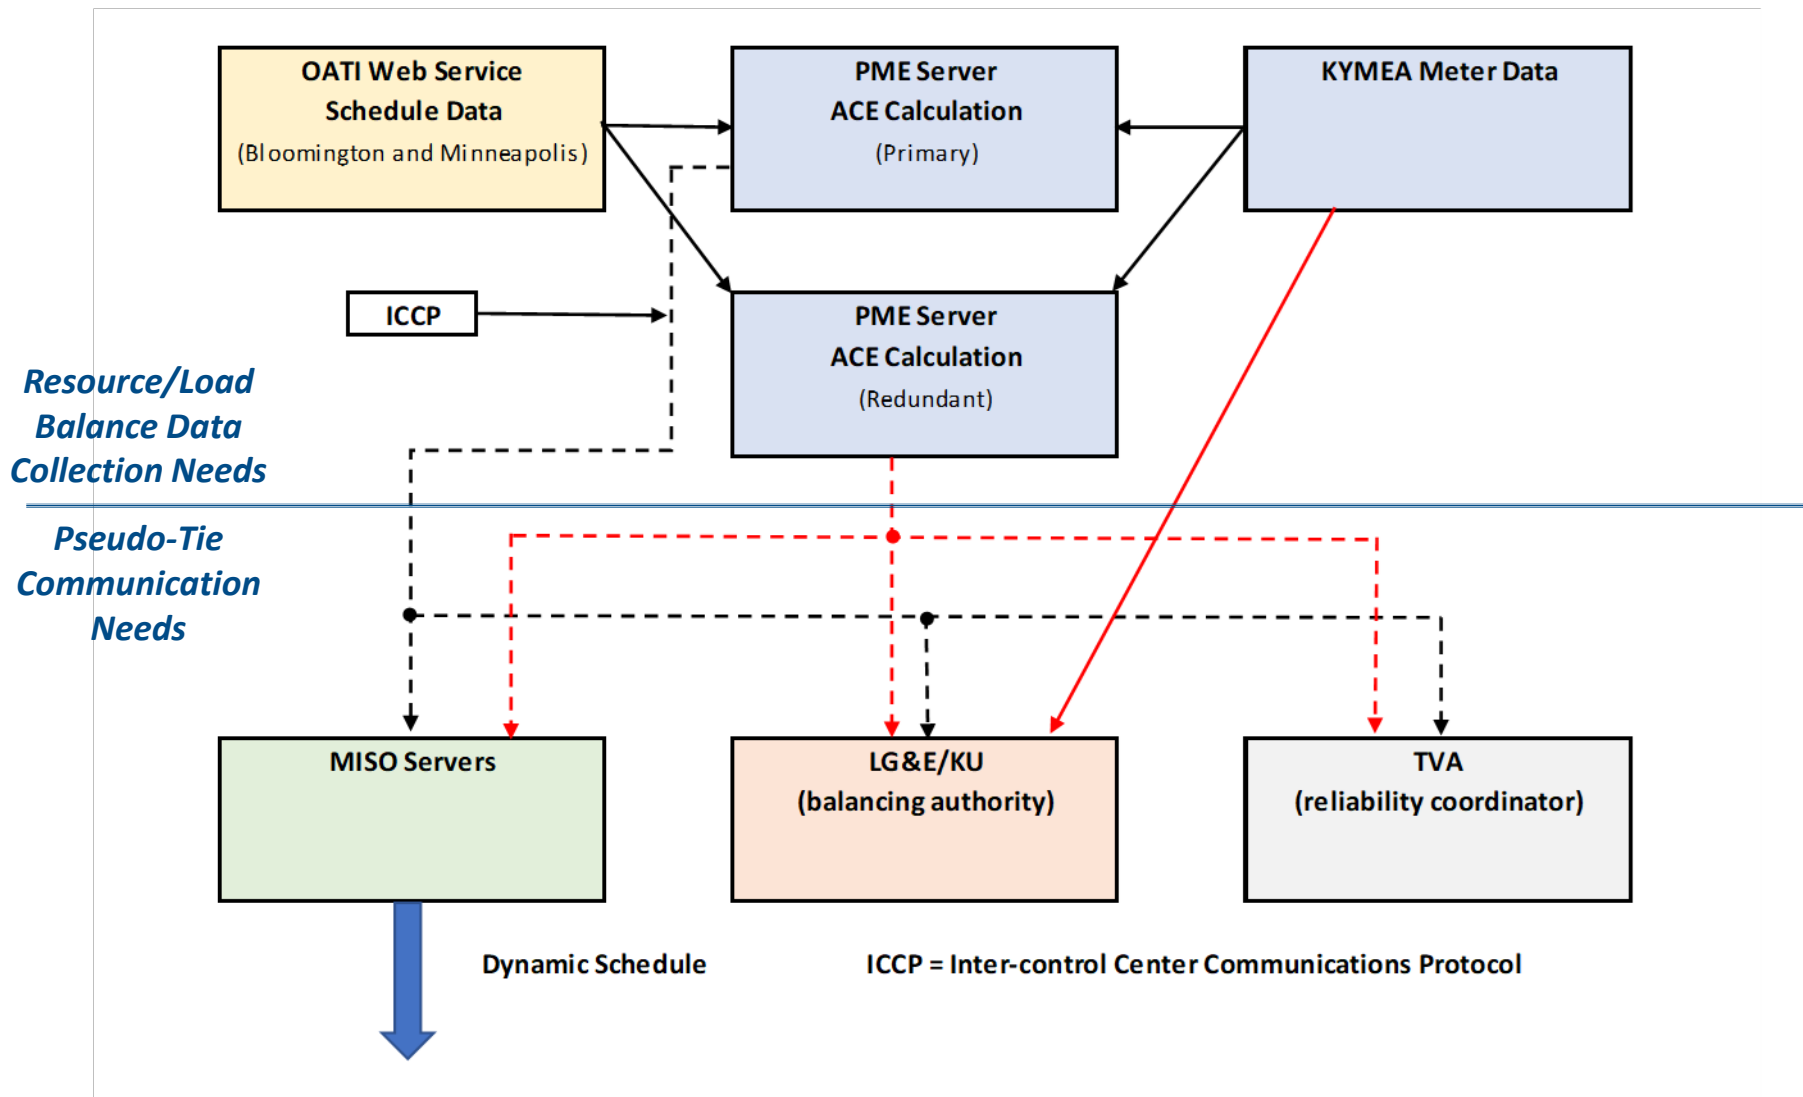 OATI Web Service
Schedule Data
(Bloomington and Minneapolis)
PME Server
ACE Calculation
(Primary)
KYMEA Meter Data
ICCP
PME Server
ACE Calculation
(Redundant)
Resource/Load
Balance Data
Collection Needs
Pseudo-Tie
Communication
Needs
MISO Servers
LG&E/KU
(balancing authority)
TVA
(reliability coordinator)
Dynamic Schedule
ICCP = Inter-control Center Communications Protocol